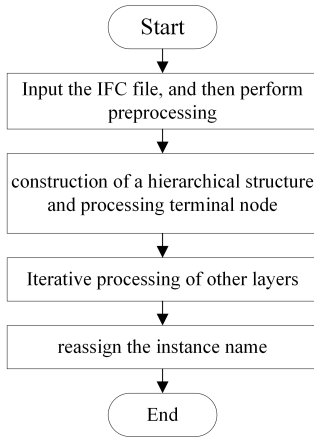 Start
Input the IFC file, and then perform
preprocessing
construction of a hierarchical structure
and processing terminal node
Iterative processing of other layers
reassign the instance name
End